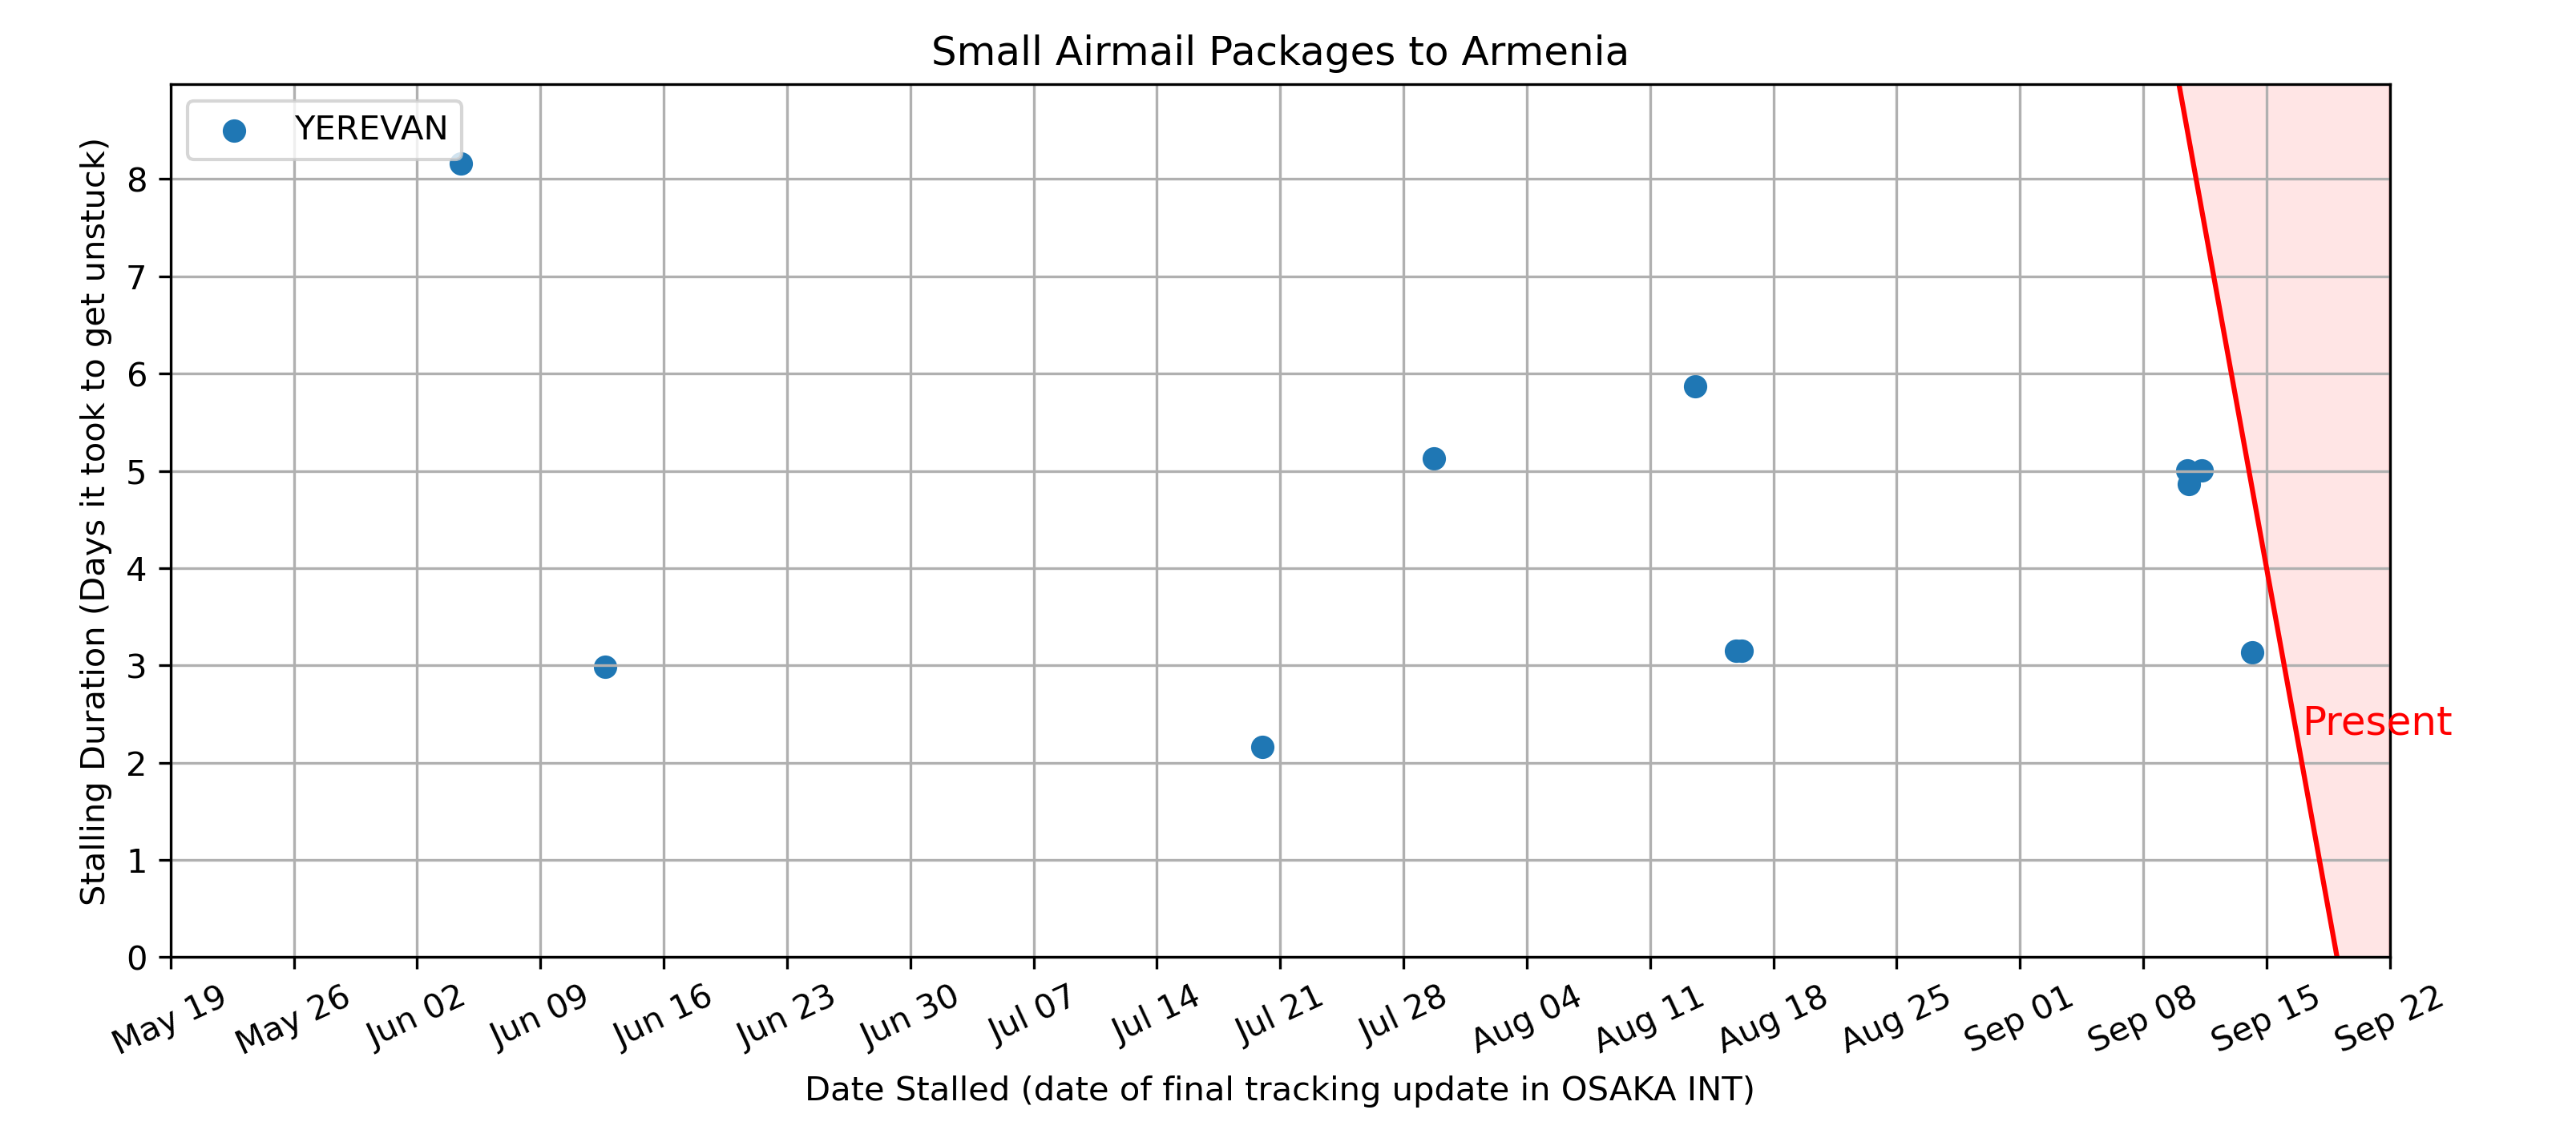 Small Airmail Packages to Armenia
YEREVAN
Stalling Duration (Days it took to get unstuck)
8
7
6
5
4
3
2
1
0
Present
May 19
May 26
Jun 02
Jun 09
Jun 16
Jun 23
Jun 30
Jul 07
Jul 14
Jul 21
Jul 28
Aug 04
Aug 11
Aug 18
Aug 25
Sep 01
Sep 08
Sep 15
Sep 22
Date Stalled (date of final tracking update in OSAKA INT)